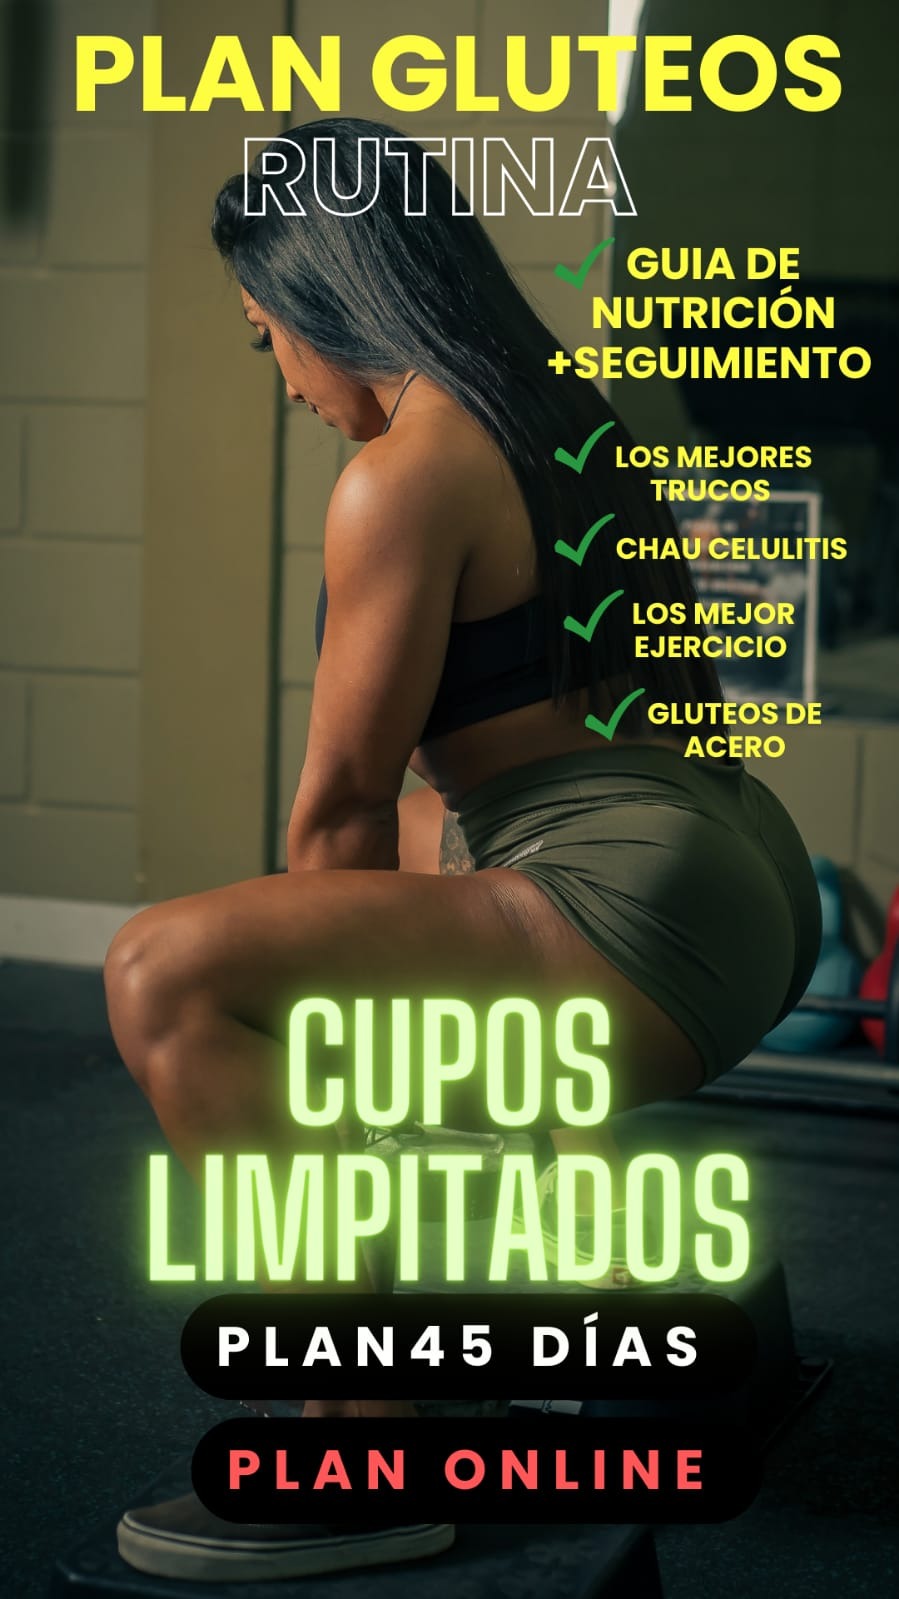 PLAN GLUTEOS
RUTINA
GUIA DE
NUTRICIÓN
+SEGUIMIENTO
LOS MEJORES
TRUCOS
CHAU CELULITIS
LOS MEJOR
EJERCICIO
GLUTEOS DE
ACERO
CUPOS
LIMPITADOS
PLAN45 DÍAS
PLAN ONLINE